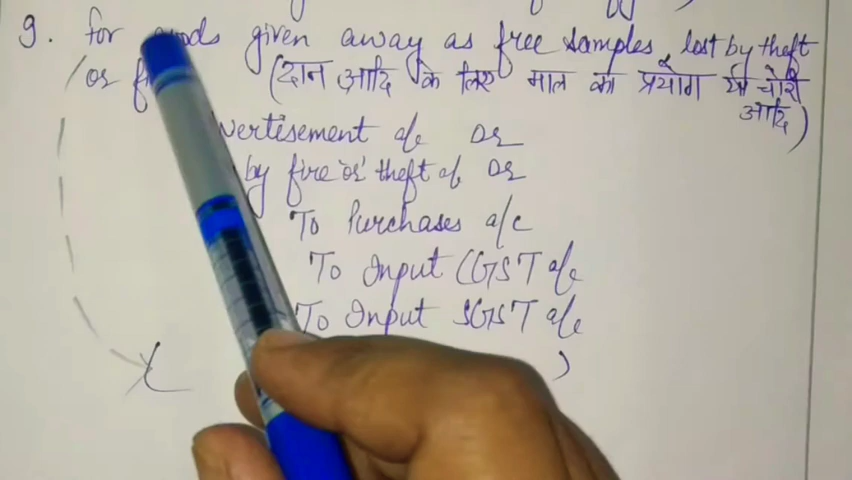 9. for goods given away as free samples, lost by theft
or (दान आदि के लिए माल का प्रयोग या चोरी
आदि)
vertisement a/c Dr
by fire 'or' theft a/c Dr
To Purchases a/c
To Input CGST a/c
To Input SGST a/c
( )